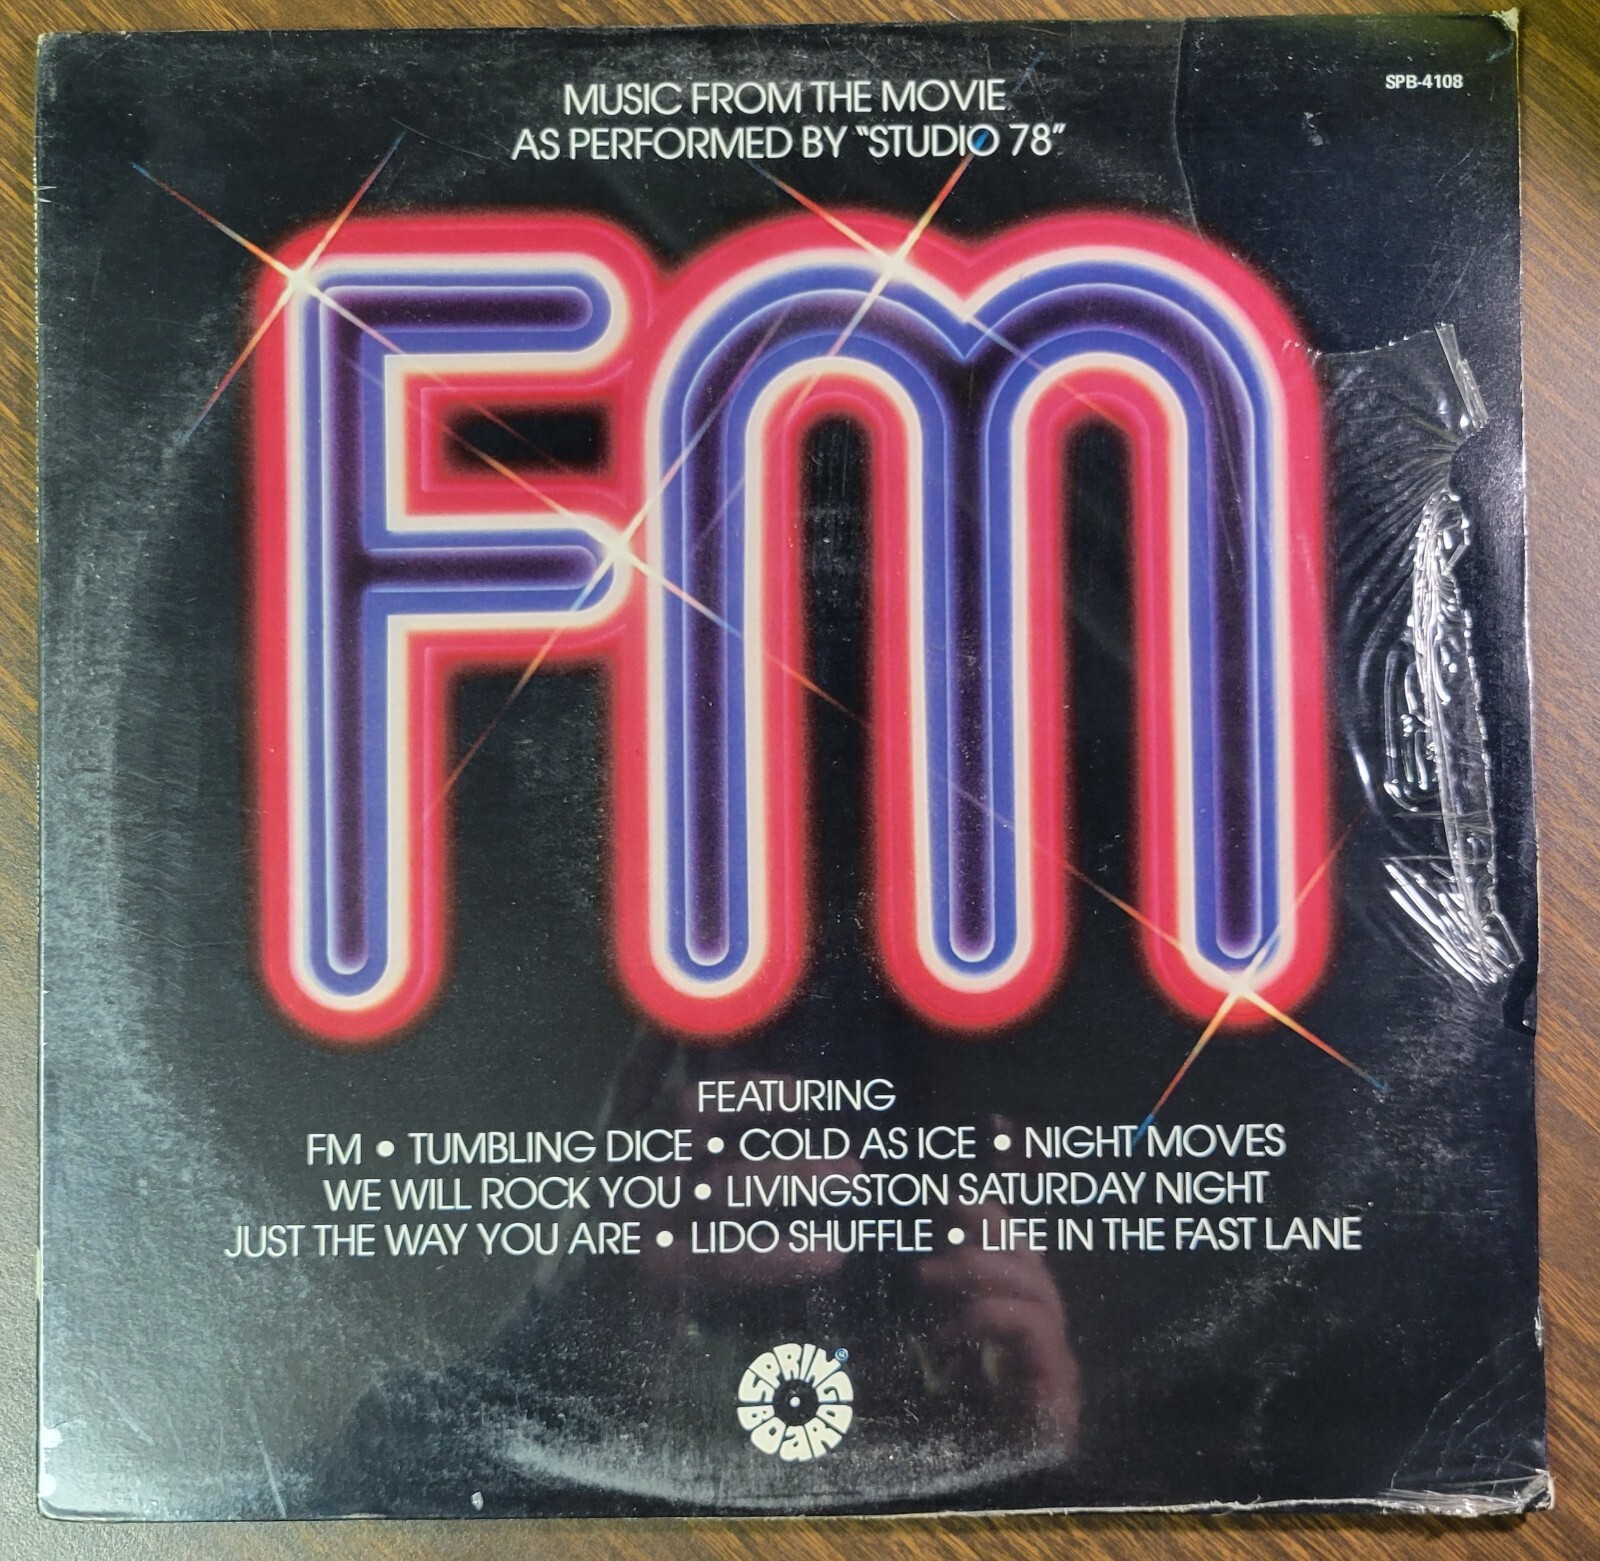 SPB-4108
MUSIC FROM THE MOVIE
AS PERFORMED BY “STUDIO 78”
FM
FEATURING
FM • TUMBLING DICE • COLD AS ICE • NIGHT MOVES
WE WILL ROCK YOU • LIVINGSTON SATURDAY NIGHT
JUST THE WAY YOU ARE • LIDO SHUFFLE • LIFE IN THE FAST LANE
SPRING BOARD ®